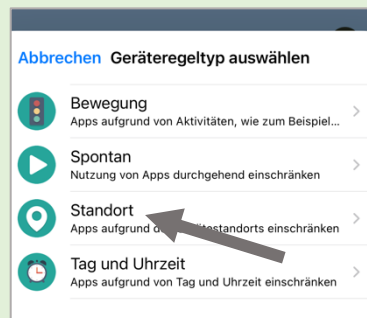 Abbrechen Geräteregeltyp auswählen
Bewegung
Apps aufgrund von Aktivitäten, wie zum Beispiel...
Spontan
Nutzung von Apps durchgehend einschränken
Standort
Apps aufgrund einschränken
Tag und Uhrzeit
Apps aufgrund von Tag und Uhrzeit einschränken